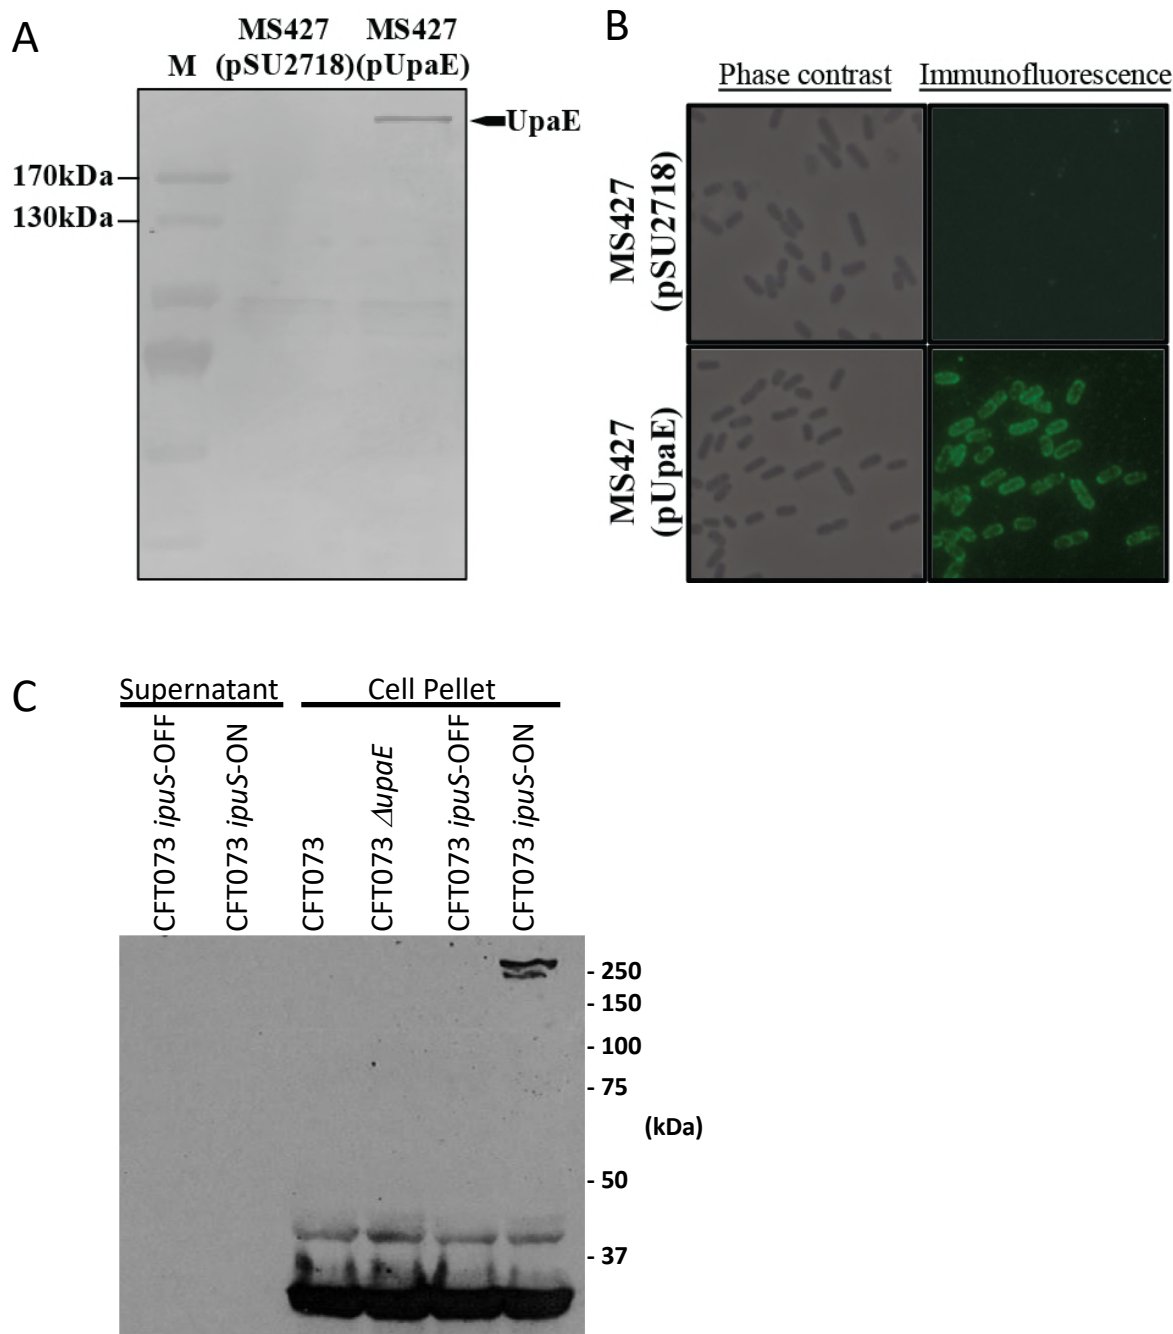 A
MS427 MS427
M (pSU2718)(pUpaE)
UpaE
170kDa
130kDa
B
Phase contrast Immunofluorescence
MS427
(pSU2718)
MS427
(pUpaE)
C
Supernatant Cell Pellet
CFT073 ipuS-OFF
CFT073 ipuS-ON
CFT073
CFT073 ΔupaE
CFT073 ipuS-OFF
CFT073 ipuS-ON
- 250
- 150
- 100
- 75
(kDa)
- 50
- 37